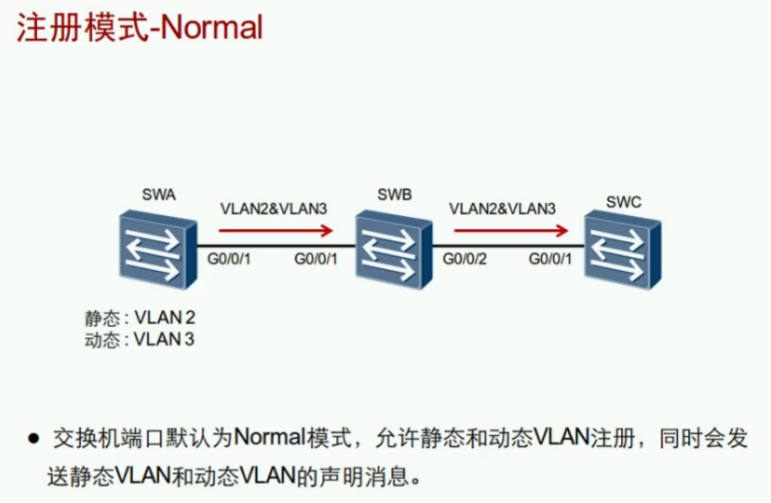 注册模式-Normal
SWA
SWB
SWC
VLAN2&VLAN3
VLAN2&VLAN3
G0/0/1
G0/0/1
G0/0/2
G0/0/1
静态：VLAN 2
动态：VLAN 3
● 交换机端口默认为Normal模式，允许静态和动态VLAN注册，同时会发
送静态VLAN和动态VLAN的声明消息。